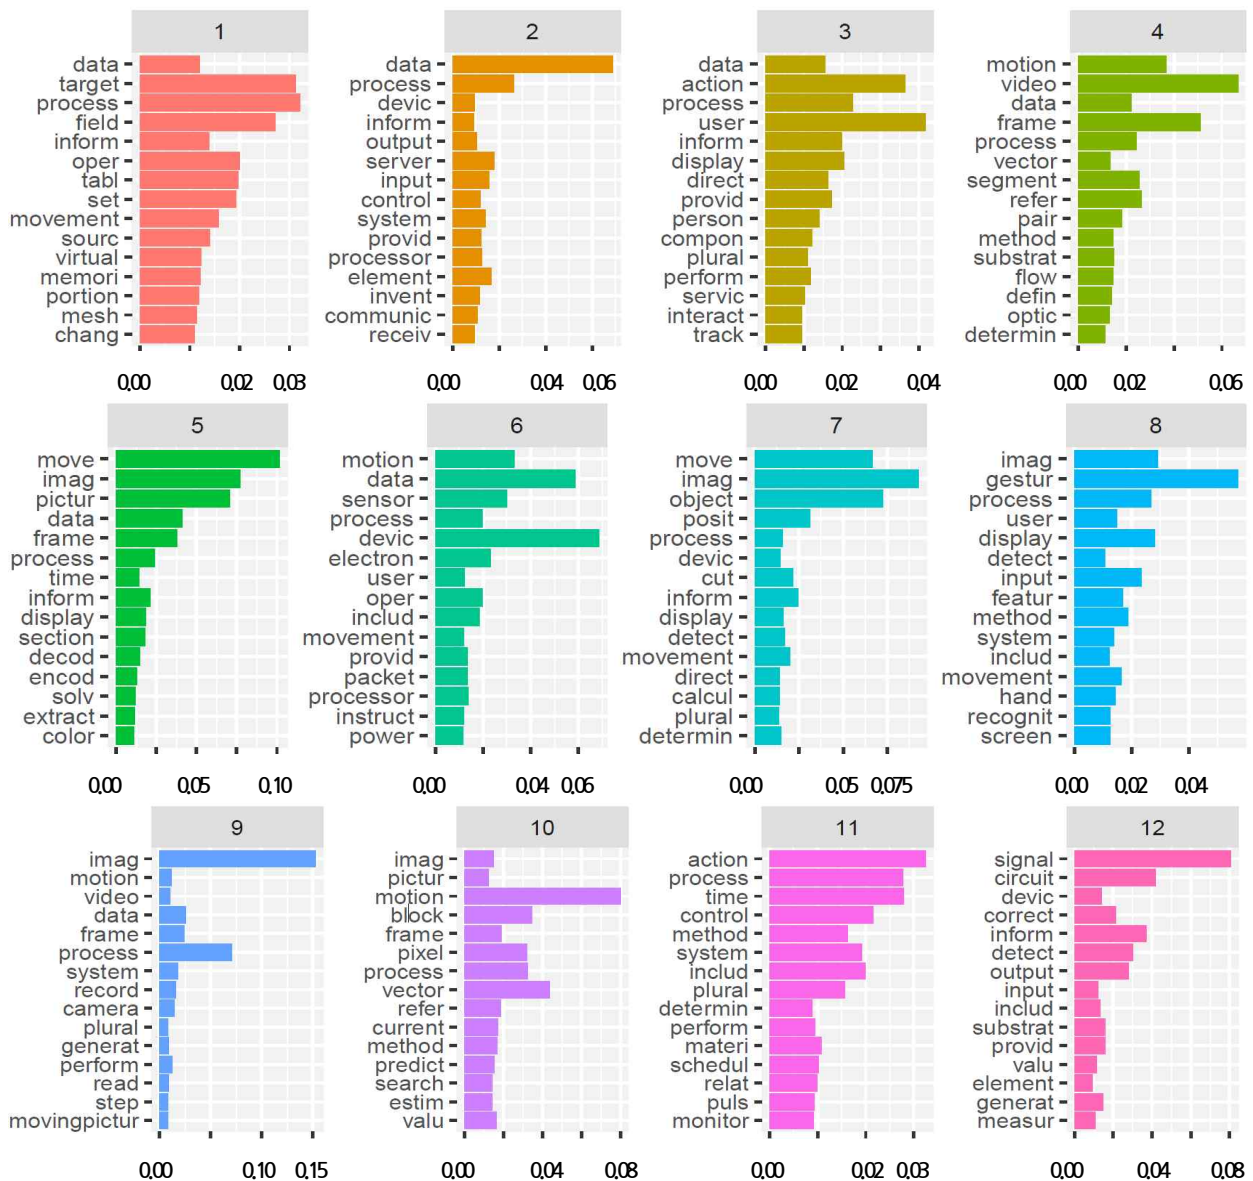 1
data
target
process
field
inform
oper
tabl
set
movement
sourc
virtual
memori
portion
mesh
chang
0.00 0.02 0.03
2
data
process
devic
inform
output
server
input
control
system
provid
processor
element
invent
communic
receiv
0.00 0.04 0.06
3
data
action
process
user
inform
display
direct
provid
person
compon
plural
perform
servic
interact
track
0.00 0.02 0.04
4
motion
video
data
frame
process
vector
segment
refer
pair
method
substrat
flow
defin
optic
determin
0.00 0.02 0.06
5
move
imag
pictur
data
frame
process
time
inform
display
section
decod
encod
solv
extract
color
0.00 0.05 0.10
6
motion
data
sensor
process
devic
electron
user
oper
includ
movement
provid
packet
processor
instruct
power
0.00 0.04 0.06
7
move
imag
object
posit
process
devic
cut
inform
display
detect
movement
direct
calcul
plural
determin
0.00 0.05 0.075
8
imag
gestur
process
user
display
detect
input
featur
method
system
includ
movement
hand
recognit
screen
0.00 0.02 0.04
9
imag
motion
video
data
frame
process
system
record
camera
plural
generat
perform
read
step
movingpictur
0.00 0.10 0.15
10
imag
pictur
motion
block
frame
pixel
process
vector
refer
current
method
predict
search
estim
valu
0.00 0.04 0.08
11
action
process
time
control
method
system
includ
plural
determin
perform
materi
schedul
relat
puls
monitor
0.00 0.02 0.03
12
signal
circuit
devic
correct
inform
detect
output
input
includ
substrat
provid
valu
element
generat
measur
0.00 0.04 0.08